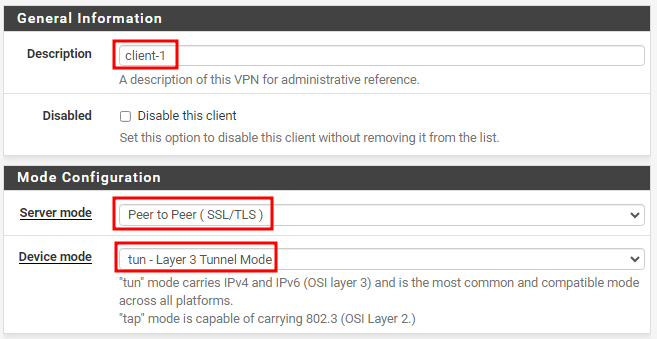 General Information
Description
client-1
A description of this VPN for administrative reference.
Disabled
Disable this client
Set this option to disable this client without removing it from the list.
Mode Configuration
Server mode
Peer to Peer ( SSL/TLS )
Device mode
tun - Layer 3 Tunnel Mode
"tun" mode carries IPv4 and IPv6 (OSI layer 3) and is the most common and compatible mode
across all platforms.
"tap" mode is capable of carrying 802.3 (OSI Layer 2.)